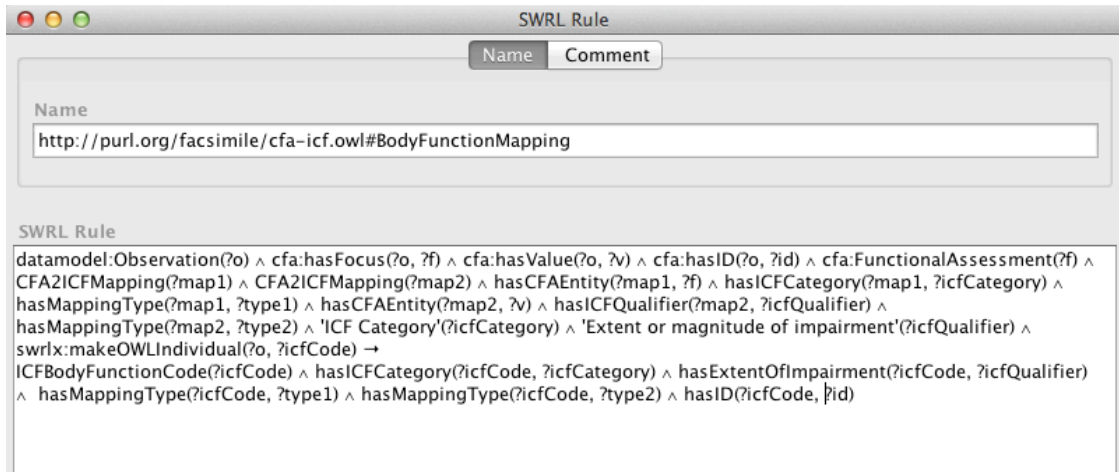 SWRL Rule
Name Comment
Name
http://purl.org/facsimile/cfa-icf.owl#BodyFunctionMapping
SWRL Rule
datamodel:Observation(?o) ∧ cfa:hasFocus(?o, ?f) ∧ cfa:hasValue(?o, ?v) ∧ cfa:hasID(?o, ?id) ∧ cfa:FunctionalAssessment(?f) ∧
CFA2ICFMapping(?map1) ∧ CFA2ICFMapping(?map2) ∧ hasCFAEntity(?map1, ?f) ∧ hasICFCategory(?map1, ?icfCategory) ∧
hasMappingType(?map1, ?type1) ∧ hasCFAEntity(?map2, ?v) ∧ hasICFQualifier(?map2, ?icfQualifier) ∧
hasMappingType(?map2, ?type2) ∧ 'ICF Category'(?icfCategory) ∧ 'Extent or magnitude of impairment'(?icfQualifier) ∧
swrlx:makeOWLIndividual(?o, ?icfCode) →
ICFBodyFunctionCode(?icfCode) ∧ hasICFCategory(?icfCode, ?icfCategory) ∧ hasExtentOfImpairment(?icfCode, ?icfQualifier)
∧ hasMappingType(?icfCode, ?type1) ∧ hasMappingType(?icfCode, ?type2) ∧ hasID(?icfCode, ?id)